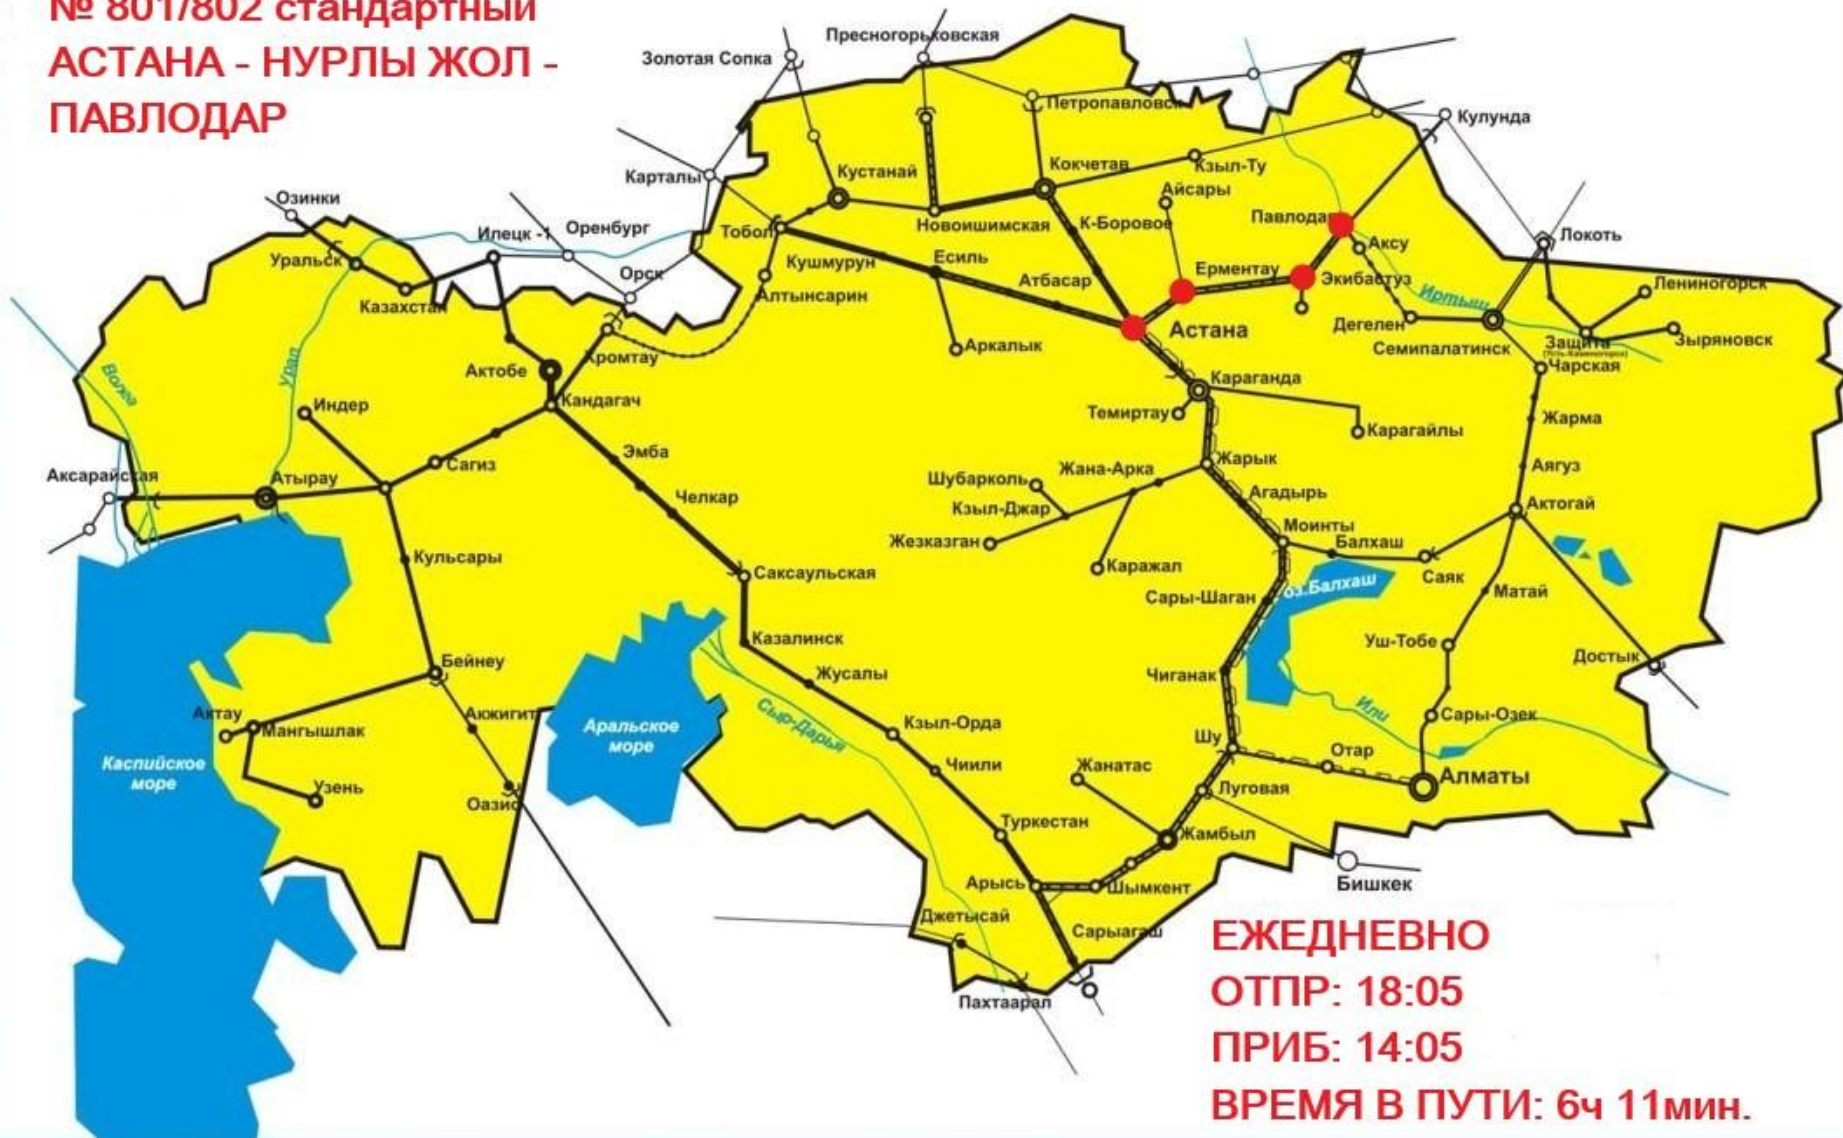 № 801/802 стандартный
АСТАНА - НУРЛЫ ЖОЛ -
ПАВЛОДАР
Пресногорьковская
Золотая Сопка
Петропавловск
Кулунда
Карталы
Кустанай
Кокчетав
Кзыл-Ту
Айсары
Озинки
Илецк -1
Оренбург
Тобол
Новоишимская
К-Боровое
Павлодар
Аксу
Локоть
Уральск
Орск
Кушмурун
Есиль
Атбасар
Ерментау
Экибастуз
Лениногорск
Казахстан
Алтынсарин
Иртыш
Дегелен
Астана
Хромтау
Аркалык
Семипалатинск
Защита
(Усть-Каменогорск)
Зыряновск
Чарская
Волга
Урал
Актобе
Караганда
Индер
Кандагач
Темиртау
Карагайлы
Жарма
Эмба
Сагиз
Жарык
Аягуз
Аксарайская
Атырау
Шубарколь
Жана-Арка
Агадырь
Челкар
Кзыл-Джар
Актогай
Моинты
Балхаш
Жезказган
Кульсары
Саксаульская
Каражал
Саяк
оз.Балхаш
Матай
Сары-Шаган
Казалинск
Уш-Тобе
Достык
Бейнеу
Жусалы
Чиганак
Актау
Акжигит
Мангышлак
Аральское
море
Сыр-Дарья
Кзыл-Орда
Или
Сары-Озек
Шу
Отар
Каспийское
море
Узень
Чиили
Жанатас
Алматы
Оазис
Луговая
Туркестан
Жамбыл
Арысь
Шымкент
Бишкек
Джетысай
Сарыагаш
Пахтаарал
ЕЖЕДНЕВНО
ОТПР: 18:05
ПРИБ: 14:05
ВРЕМЯ В ПУТИ: 6ч 11мин.